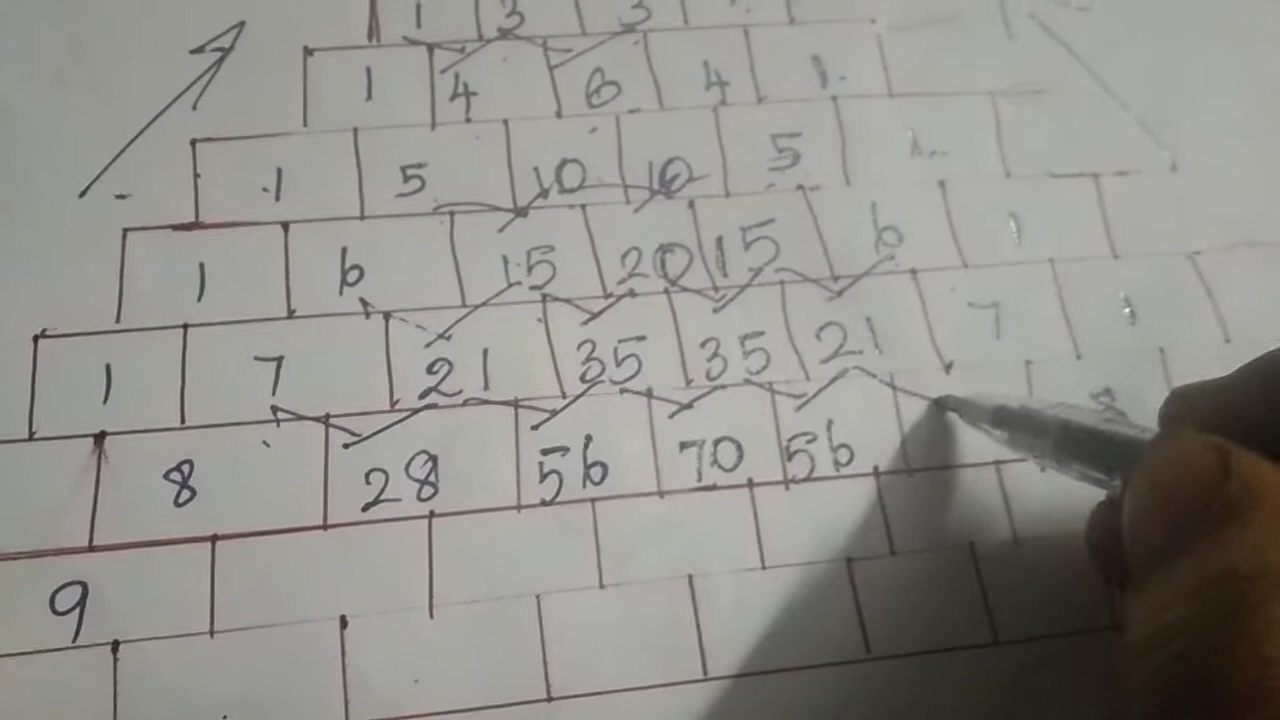 1 3 3
1 4 6 4 1
1 5 10 10 5 1
1 6 15 20 15 6 1
1 7 21 35 35 21 7 1
8 28 56 70 56
9